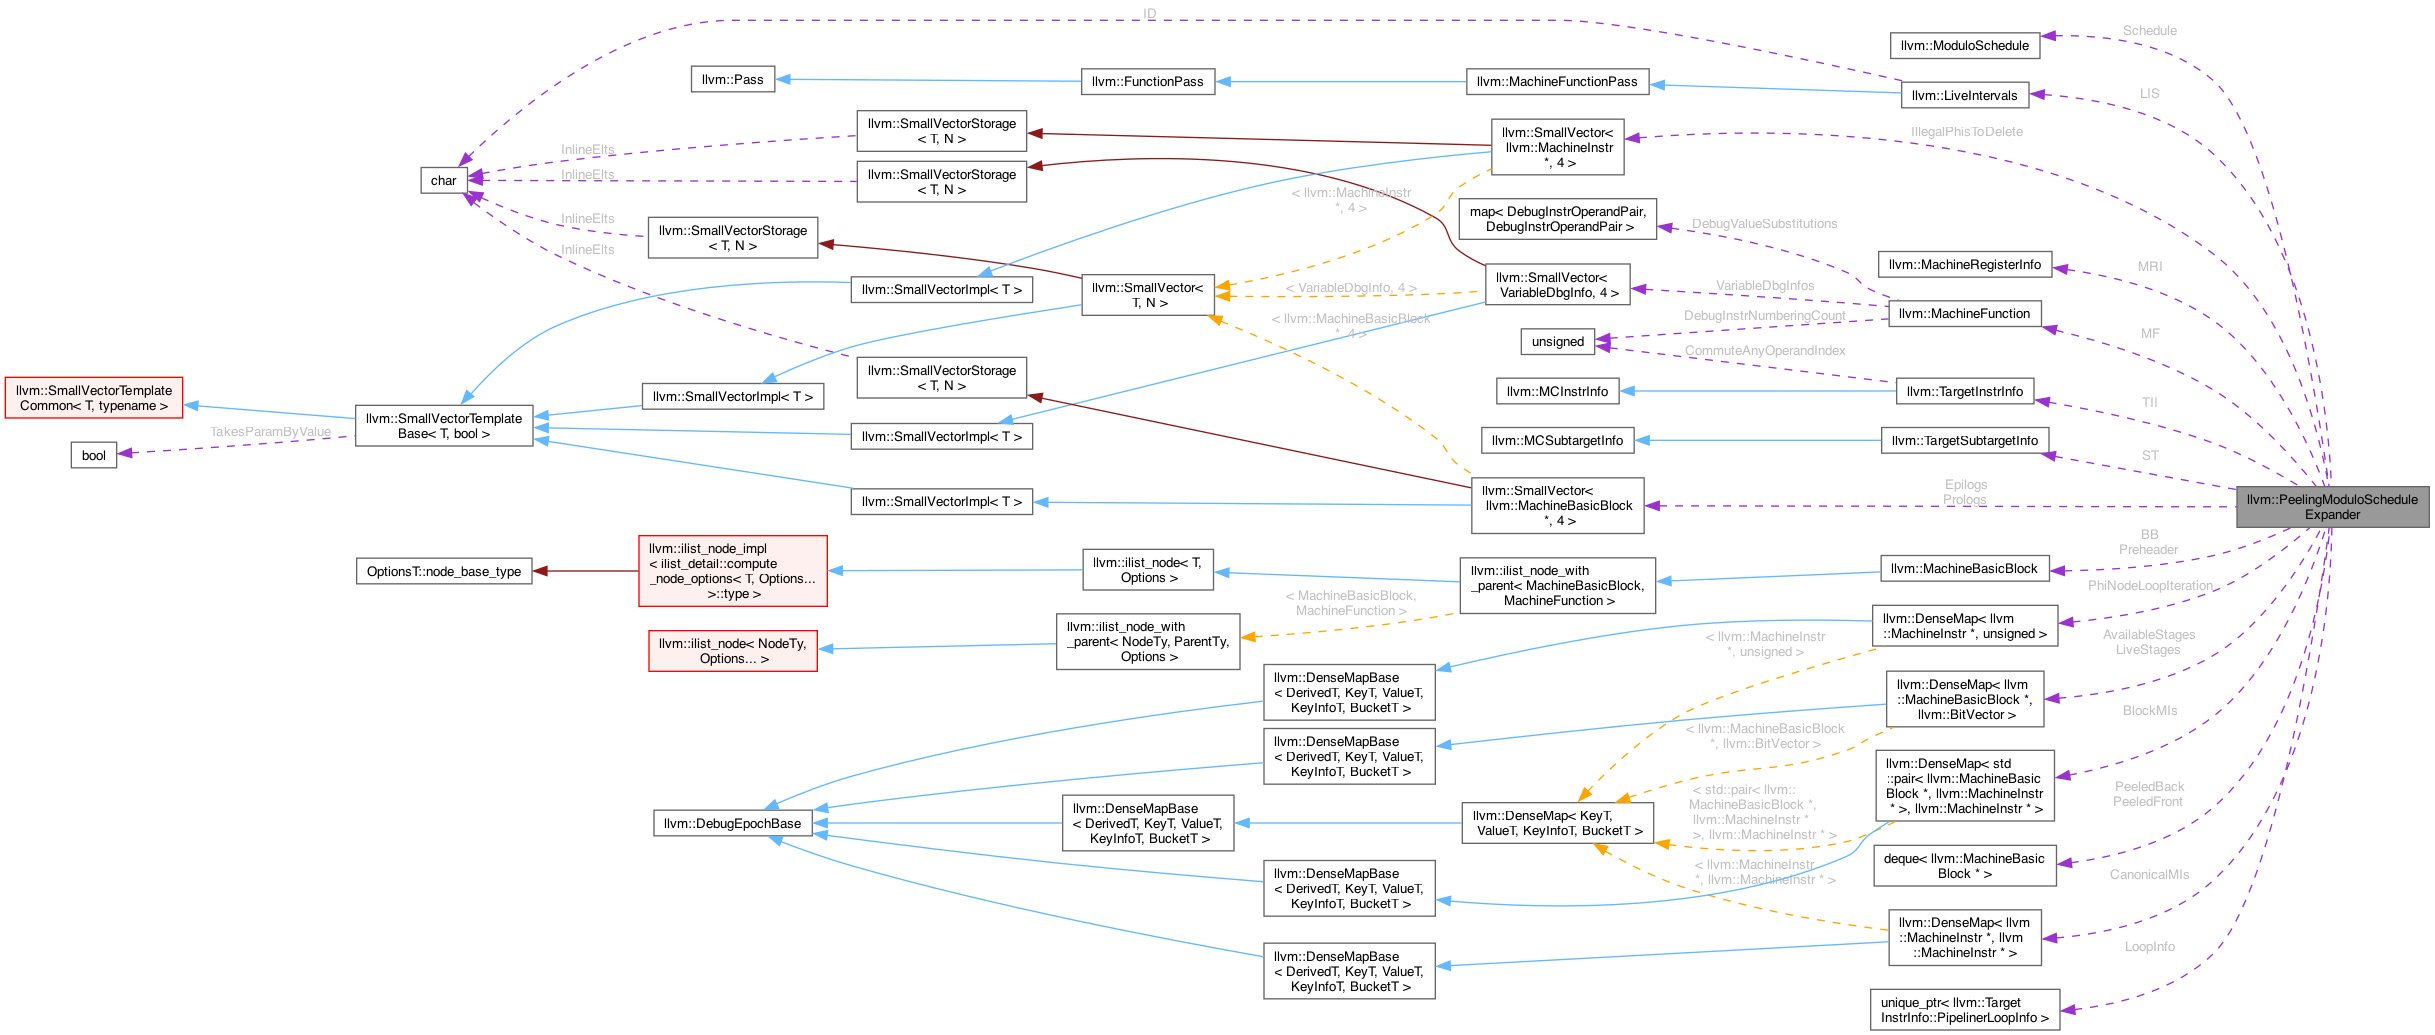 ID
Schedule
llvm::ModuloSchedule
llvm::Pass
llvm::FunctionPass
llvm::MachineFunctionPass
llvm::LiveIntervals
LIS
llvm::SmallVectorStorage
< T, N >
llvm::SmallVector<
llvm::MachineInstr
*, 4 >
IllegalPhisToDelete
InlineElts
char
InlineElts
llvm::SmallVectorStorage
< T, N >
< llvm::MachineInstr
*, 4 >
map< DebugInstrOperandPair,
DebugInstrOperandPair >
DebugValueSubstitutions
InlineElts
llvm::SmallVectorStorage
< T, N >
InlineElts
llvm::MachineRegisterInfo
MRI
llvm::SmallVectorImpl< T >
llvm::SmallVector<
T, N >
< VariableDbgInfo, 4 >
llvm::SmallVector<
VariableDbgInfo, 4 >
VariableDbgInfos
llvm::MachineFunction
MF
< llvm::MachineBasicBlock
*, 4 >
DebugInstrNumberingCount
unsigned
CommuteAnyOperandIndex
llvm::SmallVectorStorage
< T, N >
llvm::SmallVectorTemplate
Common< T, typename >
llvm::SmallVectorImpl< T >
llvm::MCInstrInfo
llvm::TargetInstrInfo
TII
llvm::SmallVectorTemplate
Base< T, bool >
TakesParamByValue
bool
llvm::SmallVectorImpl< T >
llvm::MCSubtargetInfo
llvm::TargetSubtargetInfo
ST
llvm::SmallVectorImpl< T >
llvm::SmallVector<
llvm::MachineBasicBlock
*, 4 >
Epilogs
Prologs
llvm::PeelingModuloSchedule
Expander
BB
Preheader
OptionsT::node_base_type
llvm::ilist_node_impl
< ilist_detail::compute
_node_options< T, Options...
>::type >
llvm::ilist_node< T,
Options >
llvm::ilist_node_with
_parent< MachineBasicBlock,
MachineFunction >
llvm::MachineBasicBlock
PhiNodeLoopIteration
< MachineBasicBlock,
MachineFunction >
llvm::ilist_node< NodeTy,
Options... >
llvm::ilist_node_with
_parent< NodeTy, ParentTy,
Options >
< llvm::MachineInstr
*, unsigned >
llvm::DenseMap< llvm
::MachineInstr *, unsigned >
AvailableStages
LiveStages
llvm::DenseMapBase
< DerivedT, KeyT, ValueT,
KeyInfoT, BucketT >
llvm::DenseMap< llvm
::MachineBasicBlock *,
llvm::BitVector >
BlockMIs
llvm::DenseMapBase
< DerivedT, KeyT, ValueT,
KeyInfoT, BucketT >
< llvm::MachineBasicBlock
*, llvm::BitVector >
llvm::DenseMap< std
::pair< llvm::MachineBasic
Block *, llvm::MachineInstr
* >, llvm::MachineInstr * >
PeeledBack
PeeledFront
llvm::DebugEpochBase
llvm::DenseMapBase
< DerivedT, KeyT, ValueT,
KeyInfoT, BucketT >
llvm::DenseMap< KeyT,
ValueT, KeyInfoT, BucketT >
< std::pair< llvm::
MachineBasicBlock *,
llvm::MachineInstr *
>, llvm::MachineInstr * >
llvm::DenseMapBase
< DerivedT, KeyT, ValueT,
KeyInfoT, BucketT >
< llvm::MachineInstr
*, llvm::MachineInstr * >
deque< llvm::MachineBasic
Block * >
CanonicalMIs
llvm::DenseMapBase
< DerivedT, KeyT, ValueT,
KeyInfoT, BucketT >
llvm::DenseMap< llvm
::MachineInstr *, llvm
::MachineInstr * >
LoopInfo
unique_ptr< llvm::Target
InstrInfo::PipelinerLoopInfo >